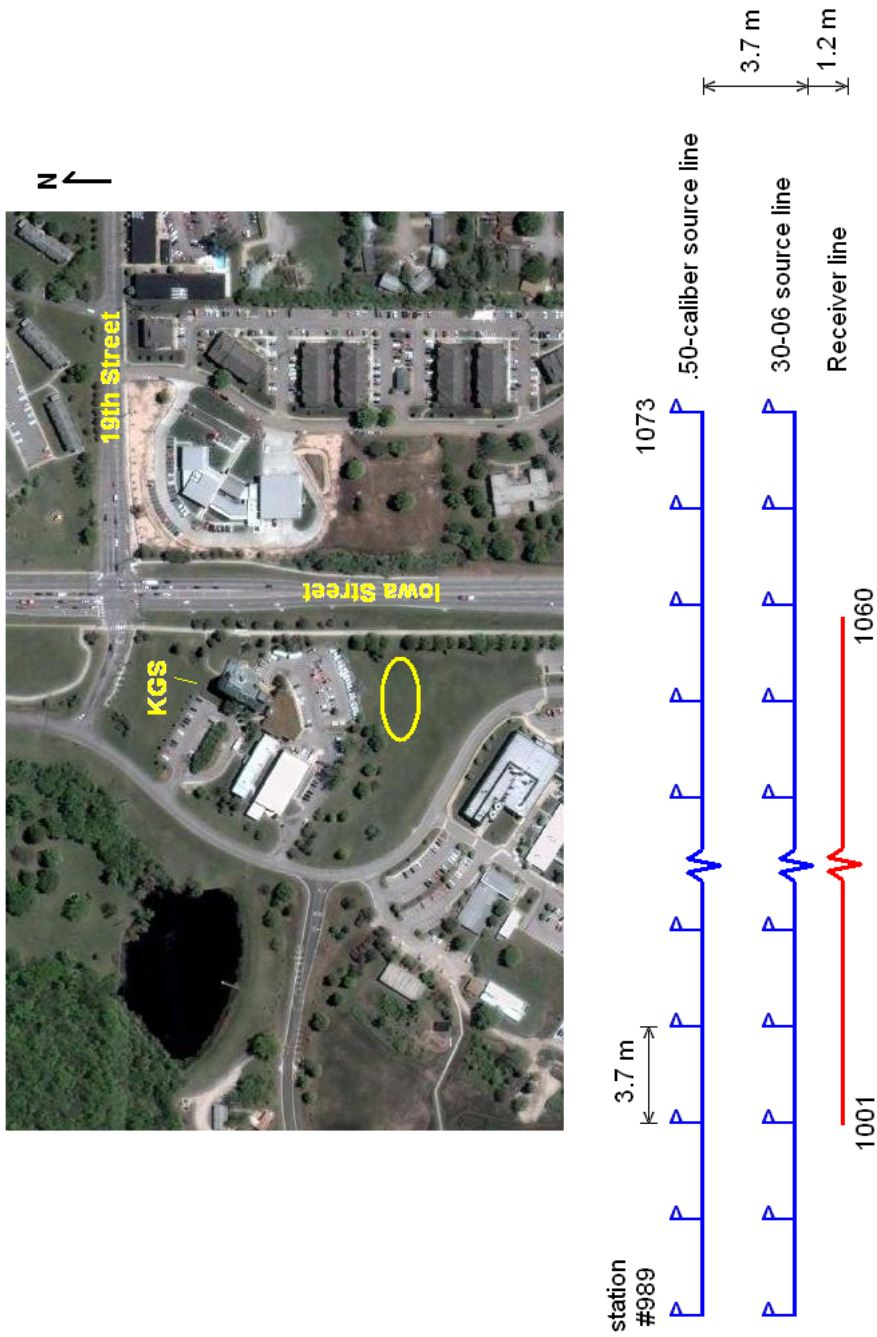 N
19th Street
KGS
Iowa Street
station
#989
3.7 m
1073
.50-caliber source line
3.7 m
30-06 source line
1.2 m
Receiver line
1001
1060